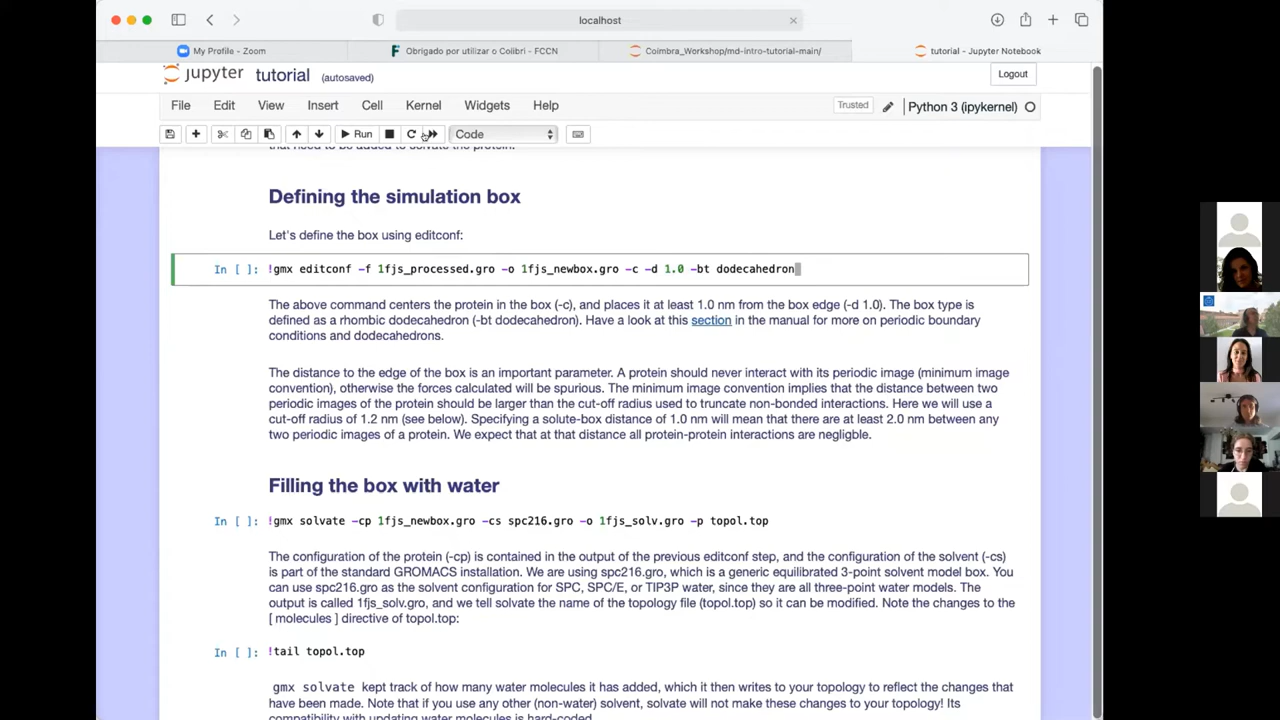 localhost
My Profile - Zoom
Obrigado por utilizar o Colibri - FCCN
Coimbra_Workshop/md-intro-tutorial-main/
tutorial - Jupyter Notebook
jupyter tutorial (autosaved)
Logout
File Edit View Insert Cell Kernel Widgets Help
Trusted
Python 3 (ipykernel)
Run
Code
that need to be added to solvate the protein.
Defining the simulation box
Let's define the box using editconf:
In [ ]: !gmx editconf -f 1fjs_processed.gro -o 1fjs_newbox.gro -c -d 1.0 -bt dodecahedron
The above command centers the protein in the box (-c), and places it at least 1.0 nm from the box edge (-d 1.0). The box type is
defined as a rhombic dodecahedron (-bt dodecahedron). Have a look at this section in the manual for more on periodic boundary
conditions and dodecahedrons.
The distance to the edge of the box is an important parameter. A protein should never interact with its periodic image (minimum image
convention), otherwise the forces calculated will be spurious. The minimum image convention implies that the distance between two
periodic images of the protein should be larger than the cut-off radius used to truncate non-bonded interactions. Here we will use a
cut-off radius of 1.2 nm (see below). Specifying a solute-box distance of 1.0 nm will mean that there are at least 2.0 nm between any
two periodic images of a protein. We expect that at that distance all protein-protein interactions are negligble.
Filling the box with water
In [ ]: !gmx solvate -cp 1fjs_newbox.gro -cs spc216.gro -o 1fjs_solv.gro -p topol.top
The configuration of the protein (-cp) is contained in the output of the previous editconf step, and the configuration of the solvent (-cs)
is part of the standard GROMACS installation. We are using spc216.gro, which is a generic equilibrated 3-point solvent model box. You
can use spc216.gro as the solvent configuration for SPC, SPC/E, or TIP3P water, since they are all three-point water models. The
output is called 1fjs_solv.gro, and we tell solvate the name of the topology file (topol.top) so it can be modified. Note the changes to the
[ molecules ] directive of topol.top:
In [ ]: !tail topol.top
gmx solvate kept track of how many water molecules it has added, which it then writes to your topology to reflect the changes that
have been made. Note that if you use any other (non-water) solvent, solvate will not make these changes to your topology! Its
compatibility with updating water molecules is hard-coded.